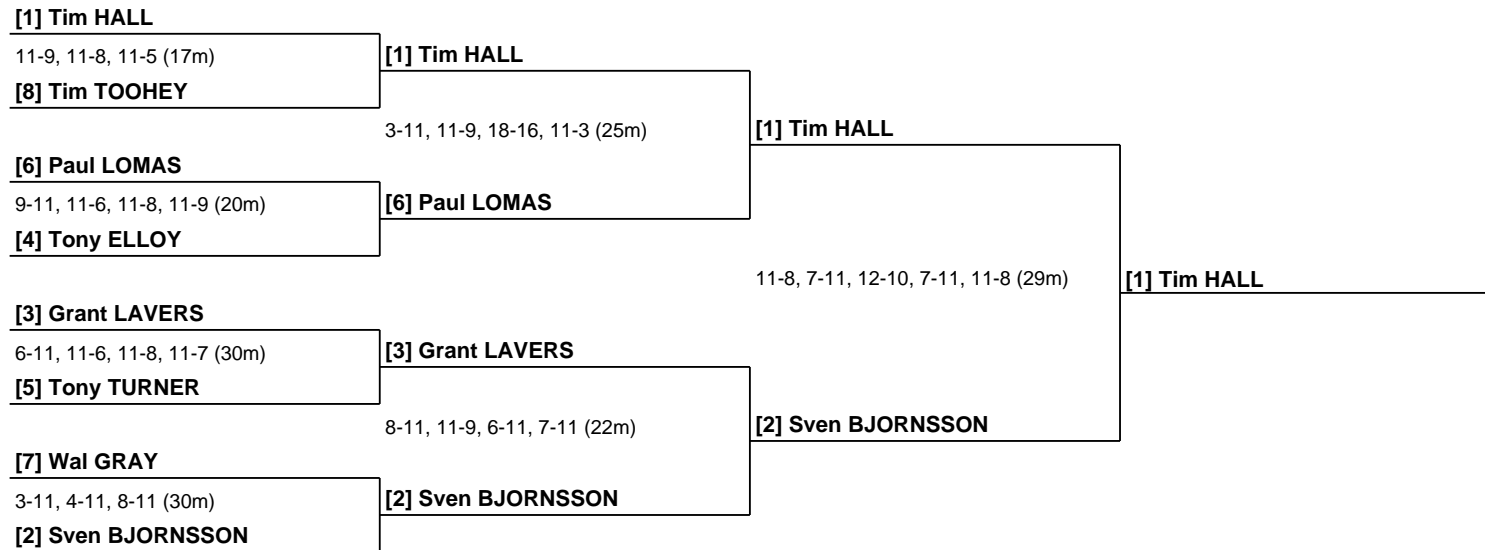 [1] Tim HALL
11-9, 11-8, 11-5 (17m)
[8] Tim TOOHEY
[1] Tim HALL
3-11, 11-9, 18-16, 11-3 (25m)
[6] Paul LOMAS
9-11, 11-6, 11-8, 11-9 (20m)
[4] Tony ELLOY
[6] Paul LOMAS
[1] Tim HALL
11-8, 7-11, 12-10, 7-11, 11-8 (29m)
[1] Tim HALL
[3] Grant LAVERS
6-11, 11-6, 11-8, 11-7 (30m)
[5] Tony TURNER
[3] Grant LAVERS
8-11, 11-9, 6-11, 7-11 (22m)
[2] Sven BJORNSSON
[7] Wal GRAY
3-11, 4-11, 8-11 (30m)
[2] Sven BJORNSSON
[2] Sven BJORNSSON